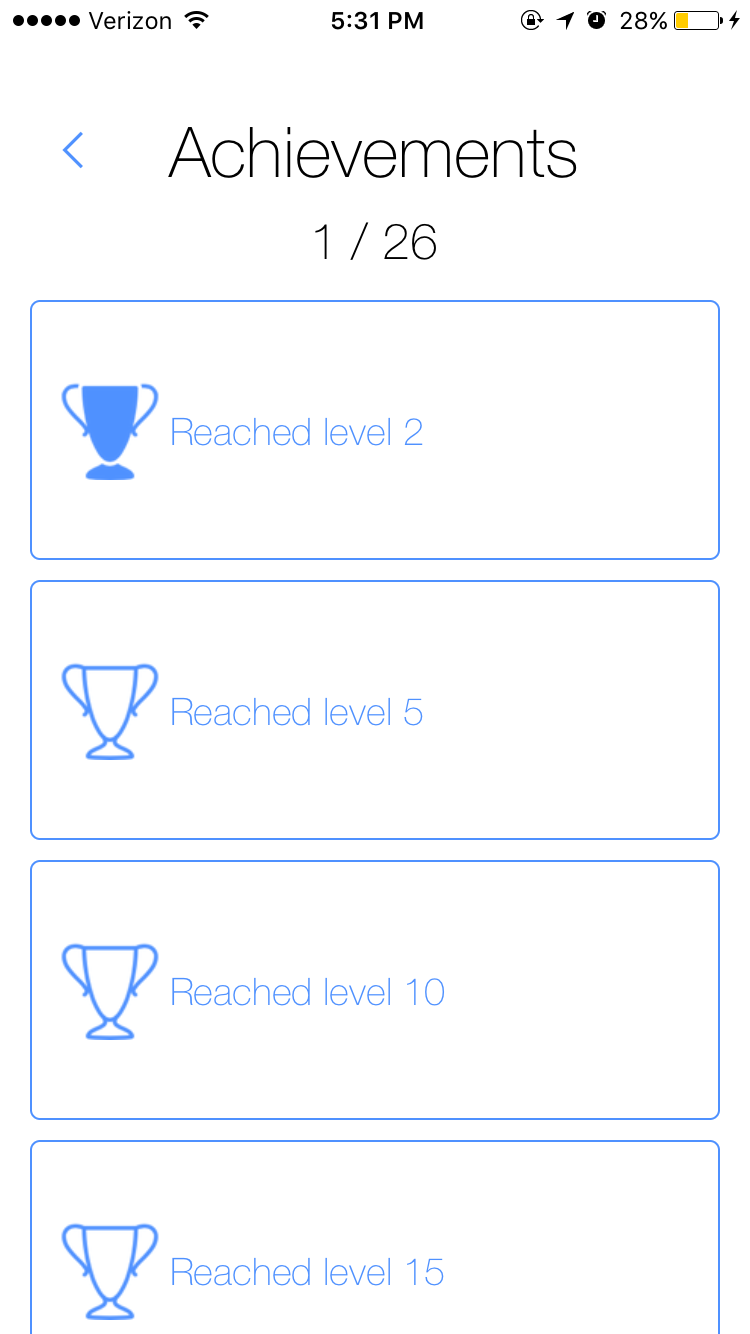 Verizon 5:31 PM 28%
Achievements
1 / 26
Reached level 2
Reached level 5
Reached level 10
Reached level 15